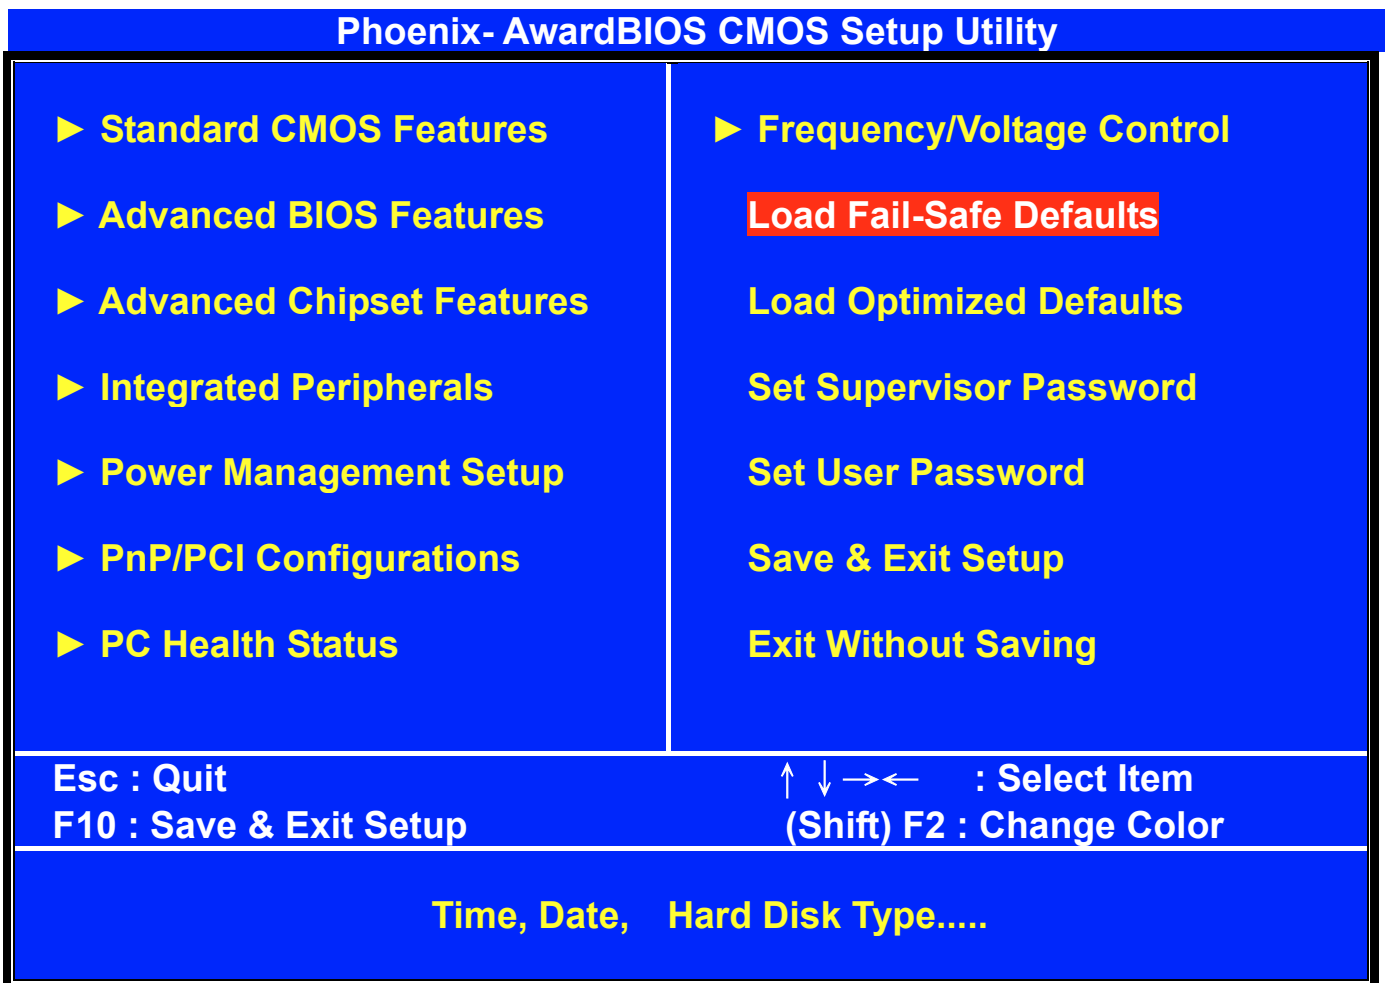 Phoenix- AwardBIOS CMOS Setup Utility
► Standard CMOS Features
► Advanced BIOS Features
► Advanced Chipset Features
► Integrated Peripherals
► Power Management Setup
► PnP/PCI Configurations
► PC Health Status
► Frequency/Voltage Control
Load Fail-Safe Defaults
Load Optimized Defaults
Set Supervisor Password
Set User Password
Save & Exit Setup
Exit Without Saving
Esc : Quit
F10 : Save & Exit Setup
↑ ↓ → ← : Select Item
(Shift) F2 : Change Color
Time, Date, Hard Disk Type.....